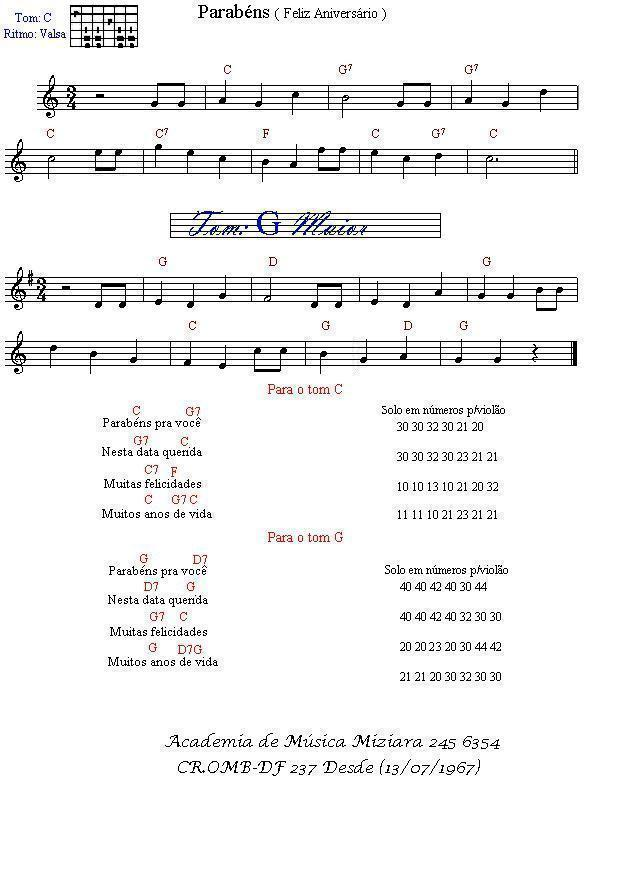 Parabéns ( Feliz Aniversário )
Tom: C
Ritmo: Valsa
C G7 G7
C C7 F C G7 C
Tom: G Maior
G D G
C G D G
Para o tom C
C G7
Parabéns pra você
G7 C
Nesta data querida
C7 F
Muitas felicidades
C G7 C
Muitos anos de vida
Solo em números p/violão
30 30 32 30 21 20
30 30 32 30 23 21 21
10 10 13 10 21 20 32
11 11 10 21 23 21 21
Para o tom G
G D7
Parabéns pra você
D7 G
Nesta data querida
G7 C
Muitas felicidades
G D7G
Muitos anos de vida
Solo em números p/violão
40 40 42 40 30 44
40 40 42 40 32 30 30
20 20 23 20 30 44 42
21 21 20 30 32 30 30
Academia de Música Miziara 245 6354
CR.OMB-DF 237 Desde (13/07/1967)